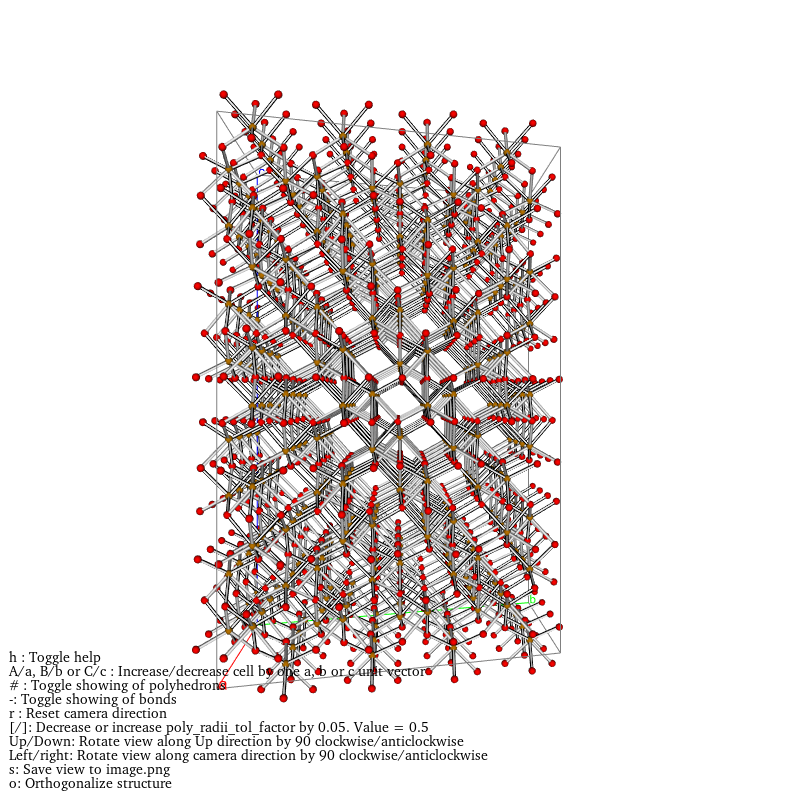 b
h : Toggle help
A/a, B/b or C/c : Increase/decrease cell by one a, b or c unit vector
# : Toggle showing of polyhedrons
-: Toggle showing of bonds
r : Reset camera direction
[/]: Decrease or increase poly_radii_tol_factor by 0.05. Value = 0.5
Up/Down: Rotate view along Up direction by 90 clockwise/anticlockwise
Left/right: Rotate view along camera direction by 90 clockwise/anticlockwise
s: Save view to image.png
o: Orthogonalize structure